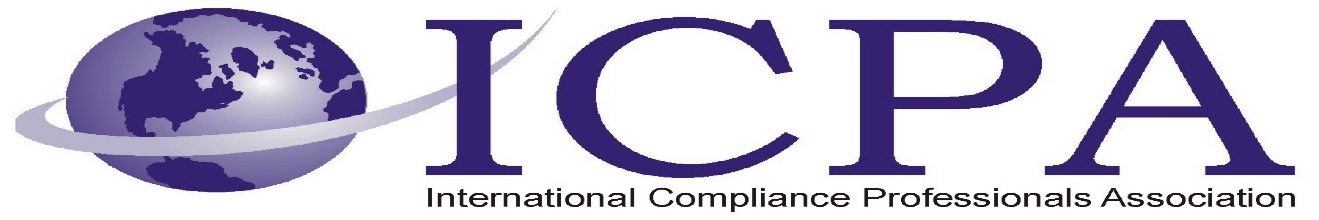 ICPA
International Compliance Professionals Association